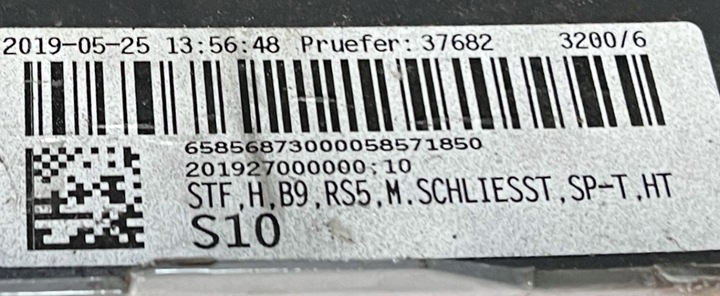 2019-05-25 13:56:48 Pruefer: 37682 3200/6
65856873000058571850
201927000000;10
STF,H,B9,RS5,M.SCHLIESST,SP-T,HT
S10